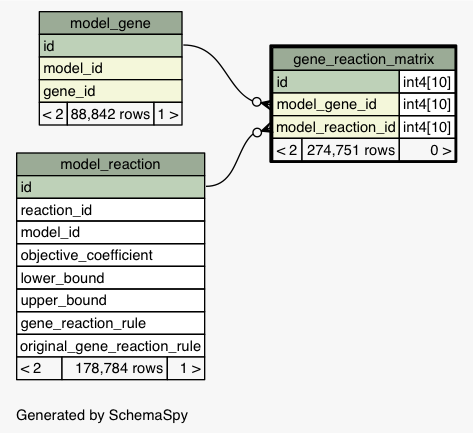 model_gene
id
model_id
gene_id
< 2 88,842 rows 1 >
gene_reaction_matrix
id int4[10]
model_gene_id int4[10]
model_reaction_id int4[10]
< 2 274,751 rows 0 >
model_reaction
id
reaction_id
model_id
objective_coefficient
lower_bound
upper_bound
gene_reaction_rule
original_gene_reaction_rule
< 2 178,784 rows 1 >
Generated by SchemaSpy